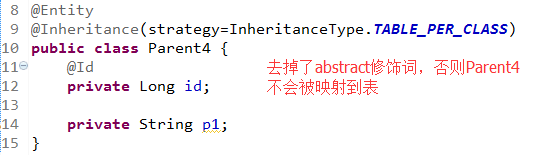 8 @Entity
9 @Inheritance(strategy=InheritanceType.TABLE_PER_CLASS)
10 public class Parent4 {
11 @Id 去掉了abstract修饰词，否则Parent4
12 private Long id; 不会被映射到表
13
14 private String p1;
15 }